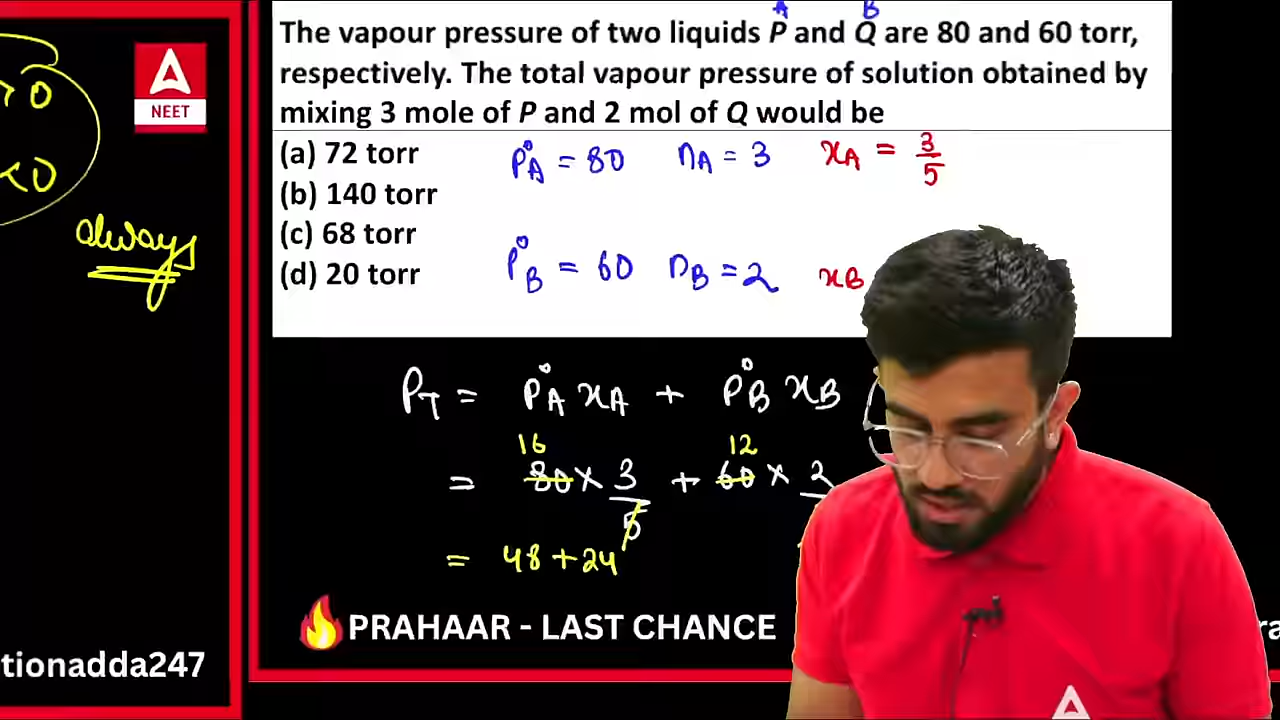 A B
The vapour pressure of two liquids P and Q are 80 and 60 torr,
respectively. The total vapour pressure of solution obtained by
mixing 3 mole of P and 2 mol of Q would be
(a) 72 torr
(b) 140 torr
(c) 68 torr
(d) 20 torr
P°A = 80 nA = 3 xA = 3/5
P°B = 60 nB = 2 xB
PT = P°A xA + P°B xB
16 12
= 80 × 3/5 + 60 × 2
= 48 + 24
A
NEET
>0
<0
always
PRAHAAR - LAST CHANCE
tionadda247